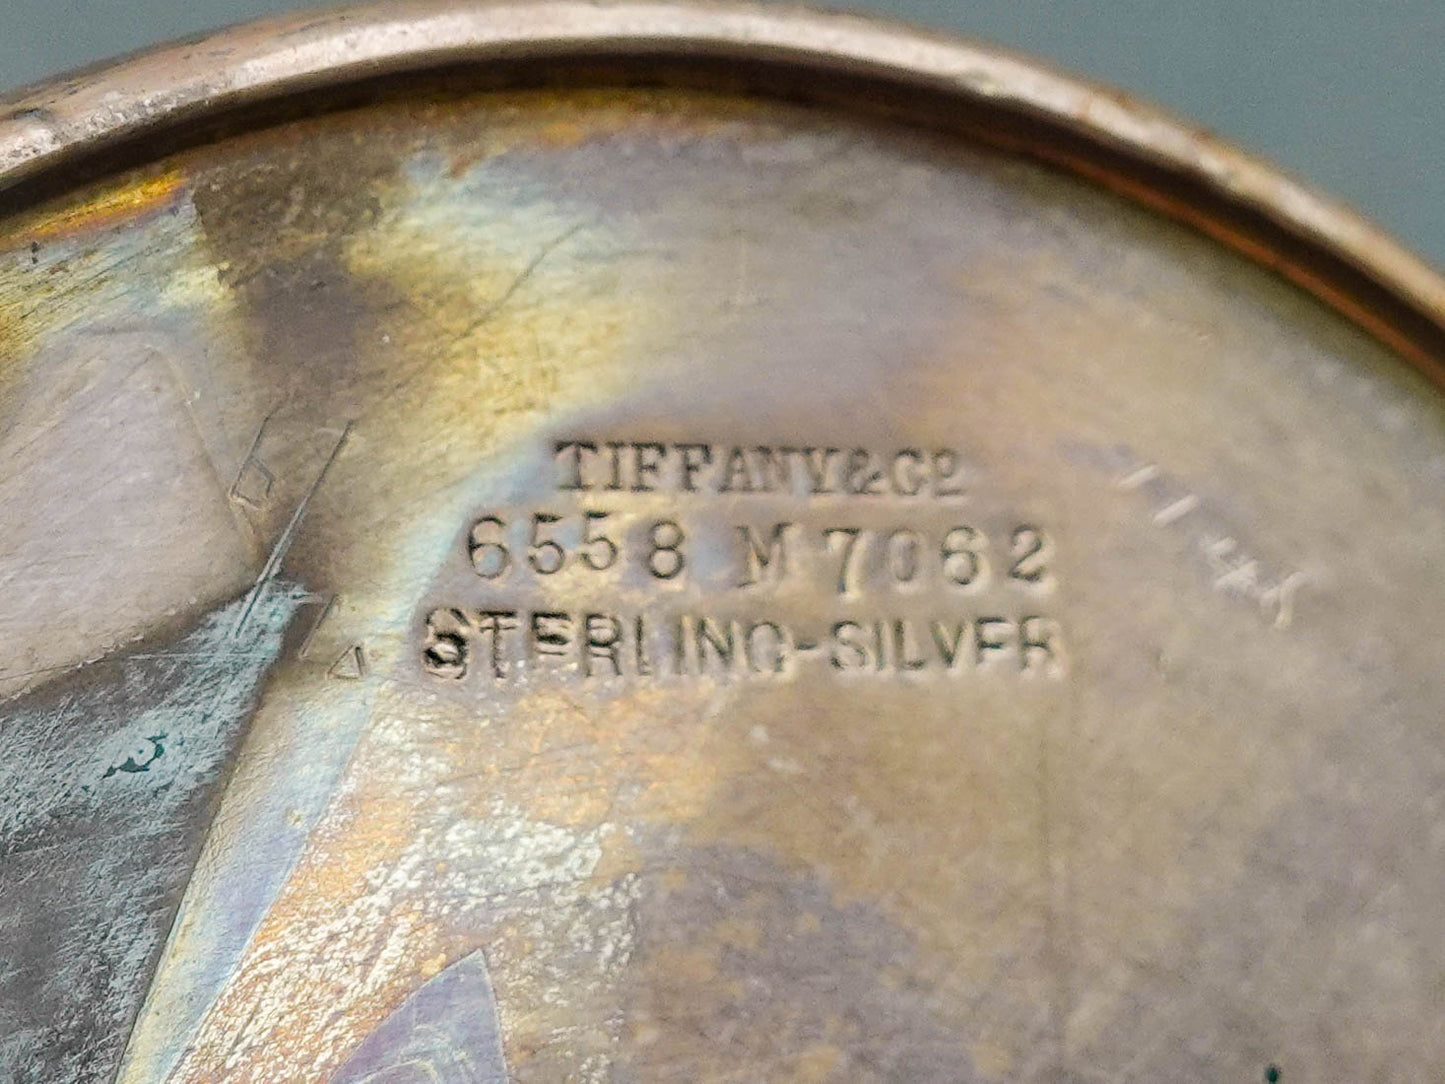 TIFFANY & Co
6558 M 7062
STERLING-SILVER